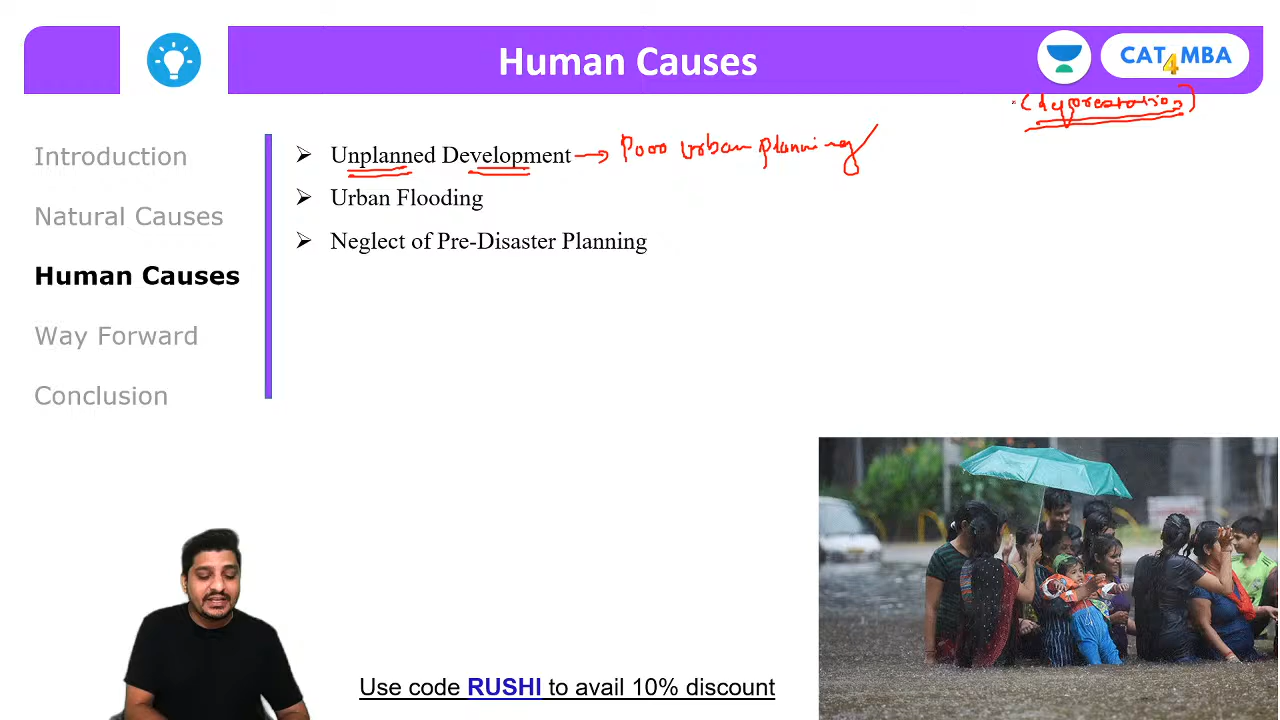 Human Causes
CAT4MBA
(deforestation)
Introduction
Natural Causes
Human Causes
Way Forward
Conclusion
➢ Unplanned Development → Poor Urban planning
➢ Urban Flooding
➢ Neglect of Pre-Disaster Planning
Use code RUSHI to avail 10% discount